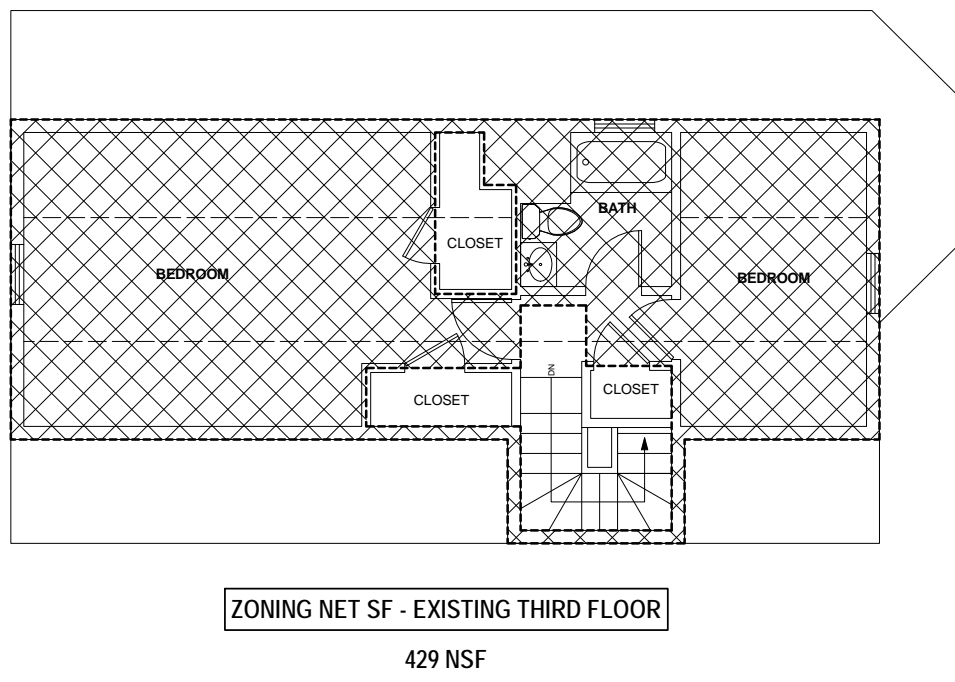 BATH
CLOSET
BEDROOM
BEDROOM
DN
CLOSET
CLOSET
ZONING NET SF - EXISTING THIRD FLOOR
429 NSF